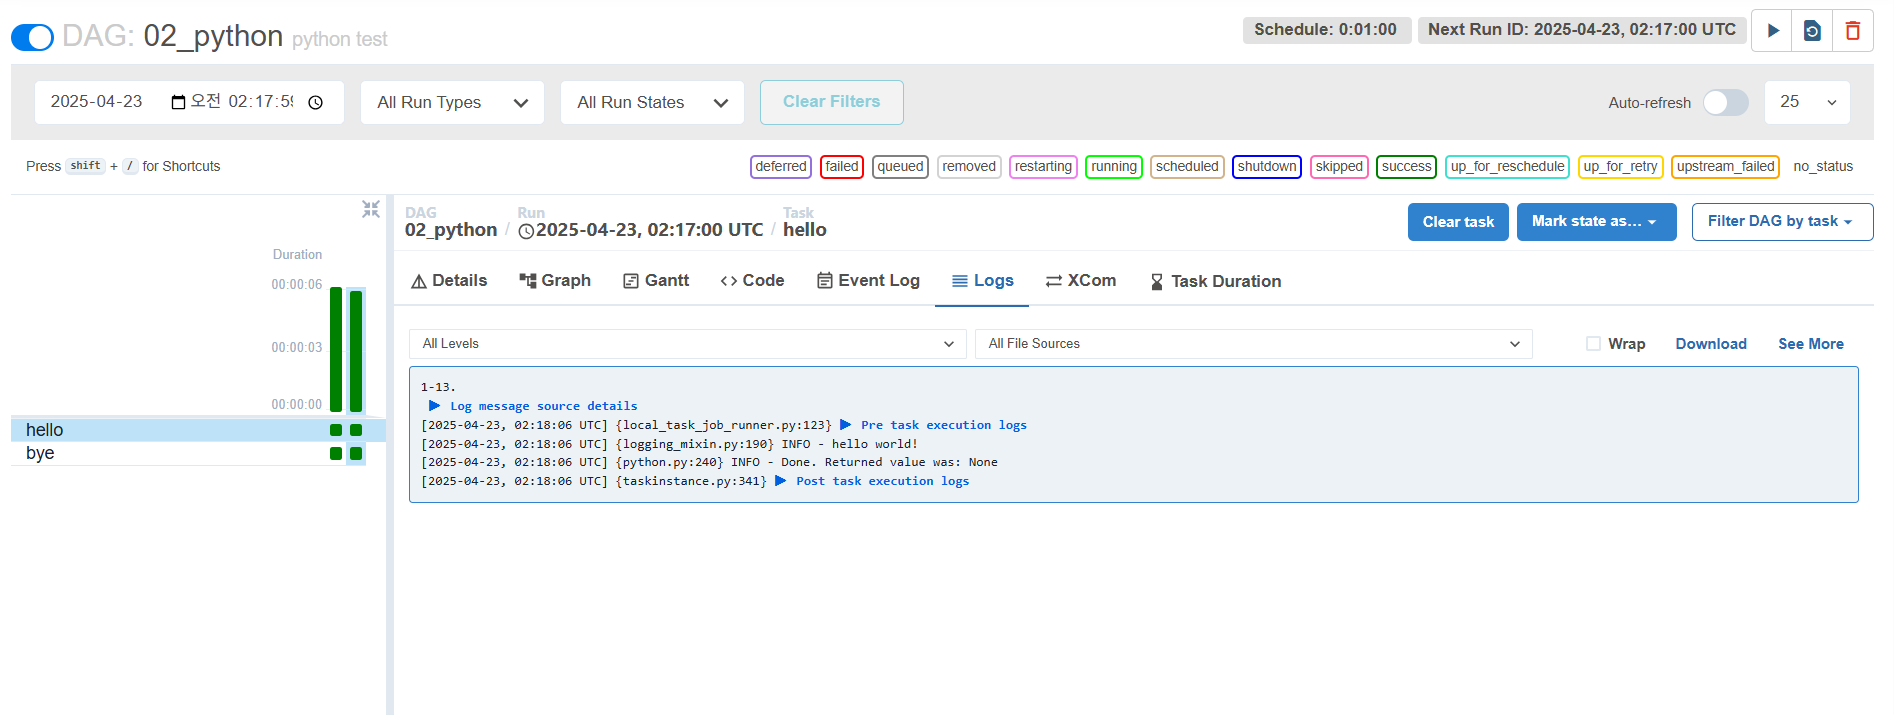 DAG: 02_python python test
Schedule: 0:01:00 Next Run ID: 2025-04-23, 02:17:00 UTC
2025-04-23 오전 02:17:59 All Run Types All Run States Clear Filters Auto-refresh 25
Press shift + / for Shortcuts
deferred failed queued removed restarting running scheduled shutdown skipped success up_for_reschedule up_for_retry upstream_failed no_status
Duration
00:00:06
00:00:03
00:00:00
hello
bye
DAG Run Task
02_python / 2025-04-23, 02:17:00 UTC / hello
Clear task Mark state as... Filter DAG by task
Details Graph Gantt Code Event Log Logs XCom Task Duration
All Levels All File Sources Wrap Download See More
1-13.
Log message source details
[2025-04-23, 02:18:06 UTC] {local_task_job_runner.py:123} Pre task execution logs
[2025-04-23, 02:18:06 UTC] {logging_mixin.py:190} INFO - hello world!
[2025-04-23, 02:18:06 UTC] {python.py:240} INFO - Done. Returned value was: None
[2025-04-23, 02:18:06 UTC] {taskinstance.py:341} Post task execution logs